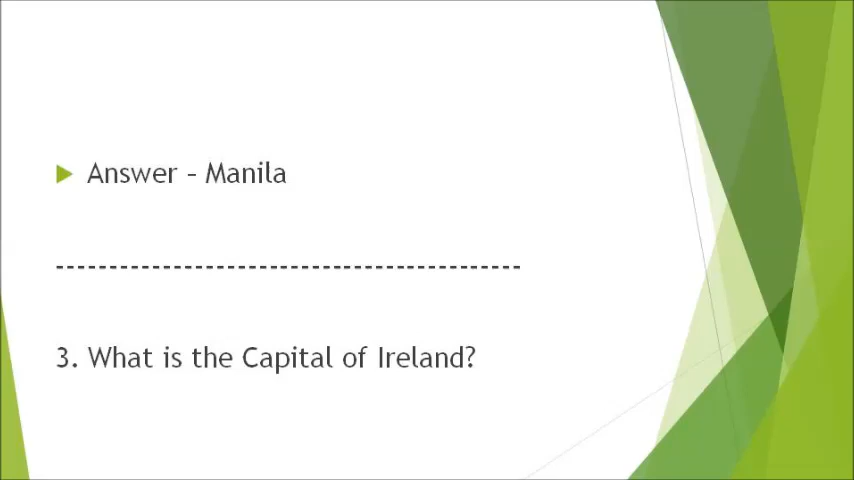 Answer – Manila
-------------------------------------------
3. What is the Capital of Ireland?